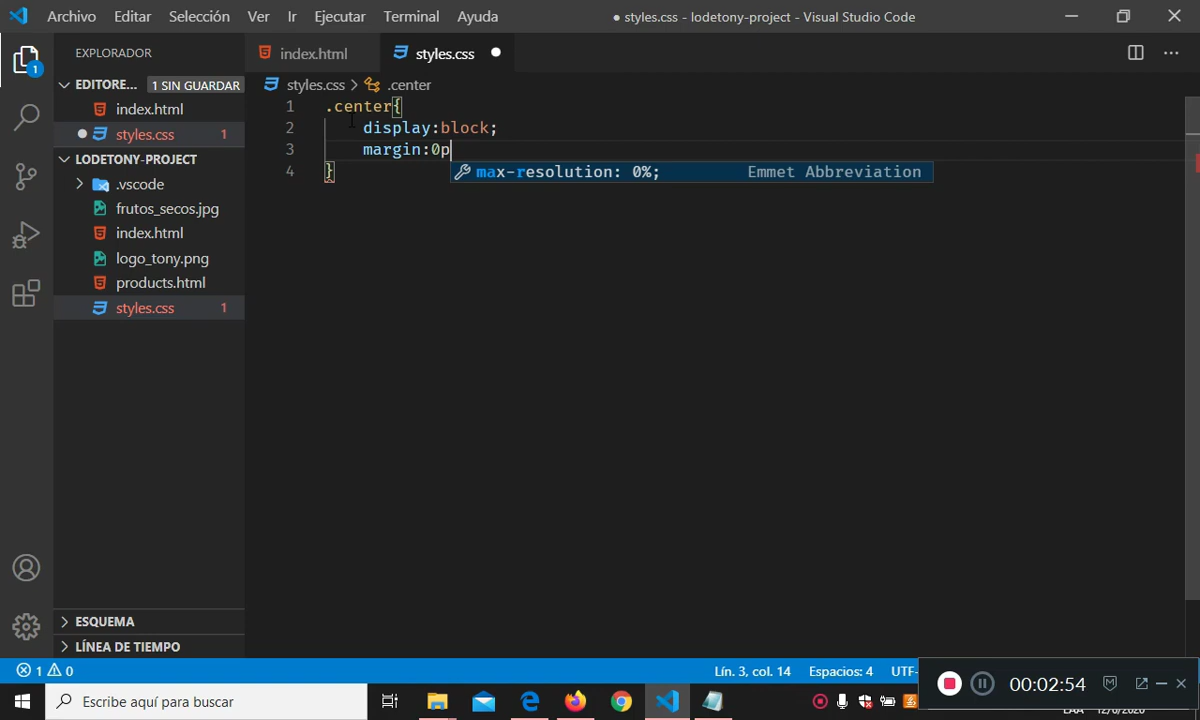 Archivo Editar Selección Ver Ir Ejecutar Terminal Ayuda
● styles.css - lodetony-project - Visual Studio Code
EXPLORADOR
index.html
styles.css
EDITORE... 1 SIN GUARDAR
styles.css > .center
index.html
styles.css 1
LODETONY-PROJECT
.vscode
frutos_secos.jpg
index.html
logo_tony.png
products.html
styles.css 1
1 .center{
2 display:block;
3 margin:0p
4 }
max-resolution: 0%; Emmet Abbreviation
1
ESQUEMA
LÍNEA DE TIEMPO
1 0
Lín. 3, col. 14 Espacios: 4 UTF-
Escribe aquí para buscar
00:02:54